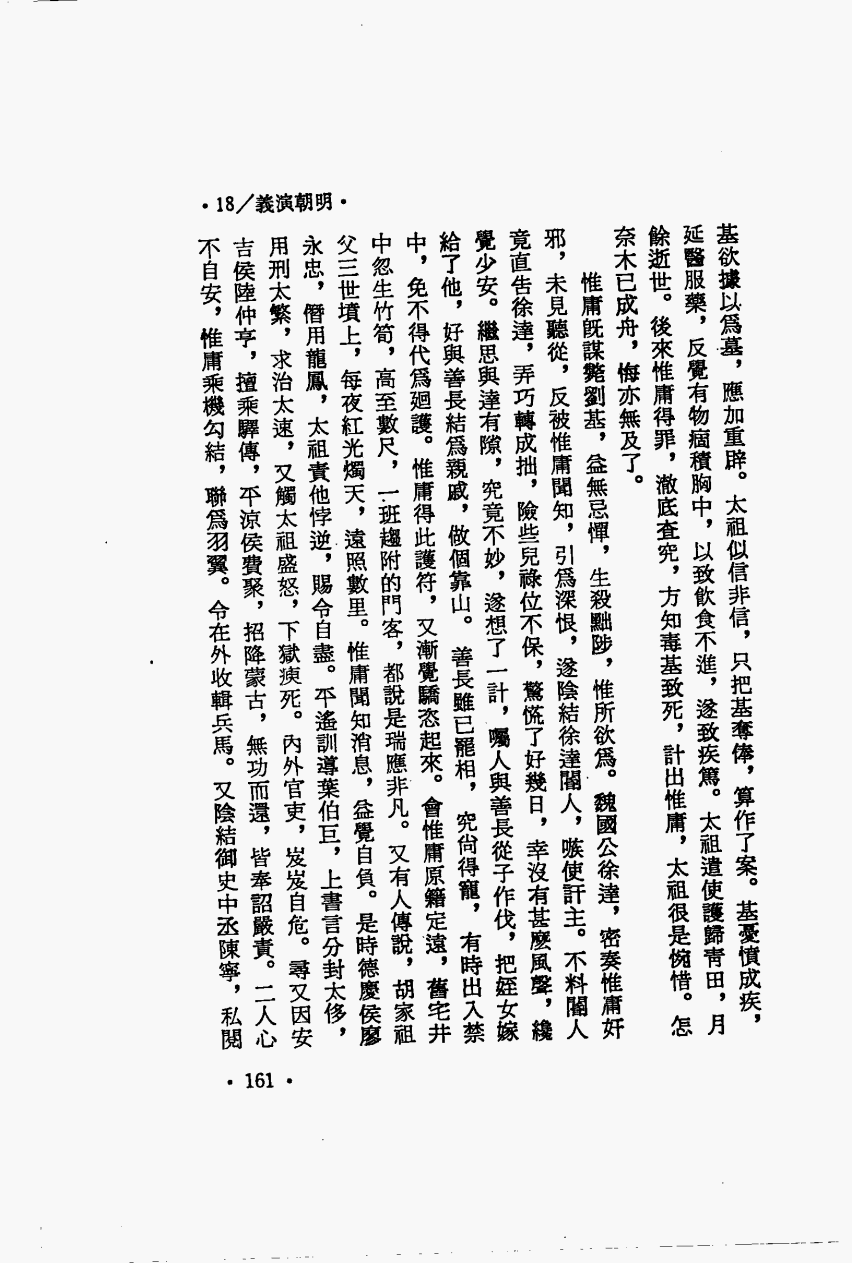 ·18／義演朝明·
基欲據以爲墓，應加重辟。太祖似信非信，只把基奪俸，算作了案。基憂憤成疾，
延醫服藥，反覺有物痼積胸中，以致飲食不進，遂致疾篤。太祖遣使護歸青田，月
餘逝世。後來惟庸得罪，澈底查究，方知毒基致死，計出惟庸，太祖很是惋惜。怎
奈木已成舟，悔亦無及了。
惟庸旣謀斃劉基，益無忌憚，生殺黜陟，惟所欲爲。魏國公徐達，密奏惟庸奸
邪，未見聽從，反被惟庸聞知，引爲深恨，遂陰結徐達閽人，嗾使訐主。不料閽人
竟直告徐達，弄巧轉成拙，險些兒祿位不保，驚慌了好幾日，幸沒有甚麽風聲，纔
覺少安。繼思與達有隙，究竟不妙，遂想了一計，囑人與善長從子作伐，把姪女嫁
給了他，好與善長結爲親戚，做個靠山。善長雖已罷相，究尙得寵，有時出入禁
中，免不得代爲廻護。惟庸得此護符，又漸覺驕恣起來。會惟庸原籍定遠，舊宅井
中忽生竹筍，高至數尺，一班趨附的門客，都說是瑞應非凡。又有人傳說，胡家祖
父三世墳上，每夜紅光燭天，遠照數里。惟庸聞知消息，益覺自負。是時德慶侯廖
永忠，僭用龍鳳，太祖責他悖逆，賜令自盡。平遙訓導葉伯巨，上書言分封太侈，
用刑太繁，求治太速，又觸太祖盛怒，下獄瘐死。內外官吏，岌岌自危。尋又因安
吉侯陸仲亨，擅乘驛傳，平涼侯費聚，招降蒙古，無功而還，皆奉詔嚴責。二人心
不自安，惟庸乘機勾結，聯爲羽翼。令在外收輯兵馬。又陰結御史中丞陳寧，私閱
·161·